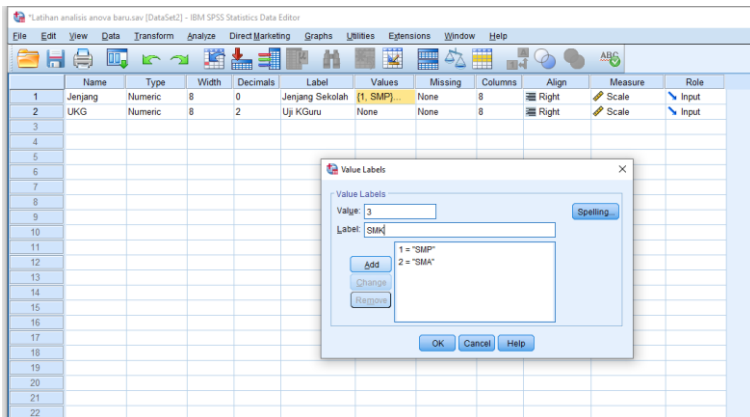 *Latihan analisis anova baru.sav [DataSet2] - IBM SPSS Statistics Data Editor
File Edit View Data Transform Analyze Direct Marketing Graphs Utilities Extensions Window Help
Name Type Width Decimals Label Values Missing Columns Align Measure Role
1 Jenjang Numeric 8 0 Jenjang Sekolah {1, SMP}... None 8 Right Scale Input
2 UKG Numeric 8 2 Uji KGuru None None 8 Right Scale Input
3
4
5
6
7
8
9
10
11
12
13
14
15
16
17
18
19
20
21
22
Value Labels
Value Labels
Value: 3
Spelling...
Label: SMK
1 = "SMP"
2 = "SMA"
Add
Change
Remove
OK Cancel Help
ABC